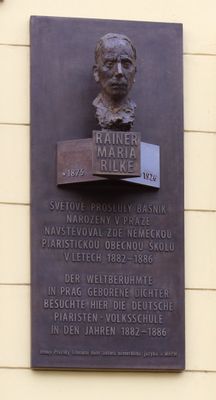 RAINER
MARIA
RILKE
*1875 1926
SVĚTOVĚ PROSLULÝ BÁSNÍK
NAROZENÝ V PRAZE
NAVŠTĚVOVAL ZDE NĚMECKOU
PIARISTICKOU OBECNOU ŠKOLU
V LETECH 1882-1886
DER WELTBERÜHMTE
IN PRAG GEBORENE DICHTER
BESUCHTE HIER DIE DEUTSCHE
PIARISTEN-VOLKSSCHULE
IN DEN JAHREN 1882-1886